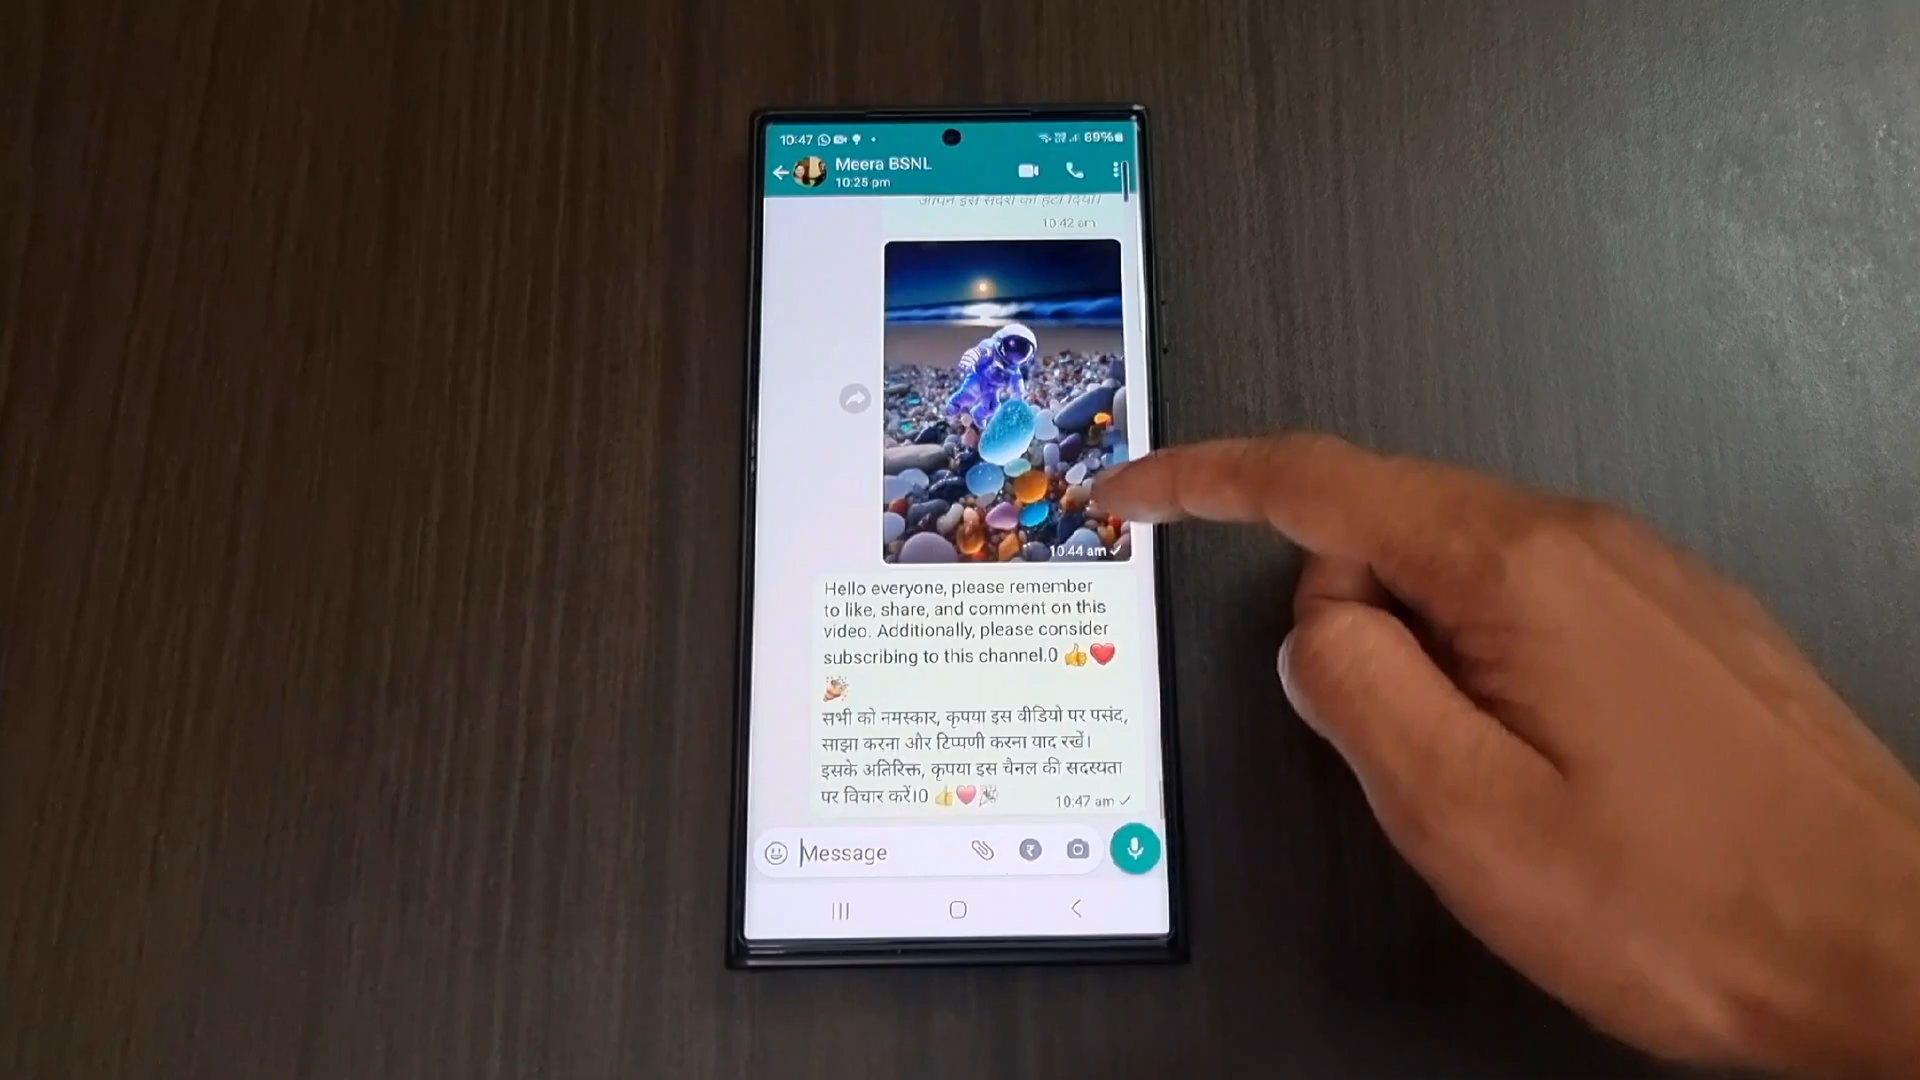 10:47
89%
Meera BSNL
10:25 pm
आपने इस संदेश को हटा दिया।
10:42 am
10:44 am
Hello everyone, please remember
to like, share, and comment on this
video. Additionally, please consider
subscribing to this channel.0 👍❤️
🎉
सभी को नमस्कार, कृपया इस वीडियो पर पसंद,
साझा करना और टिप्पणी करना याद रखें।
इसके अतिरिक्त, कृपया इस चैनल की सदस्यता
पर विचार करें।0 👍❤️🎉
10:47 am
Message